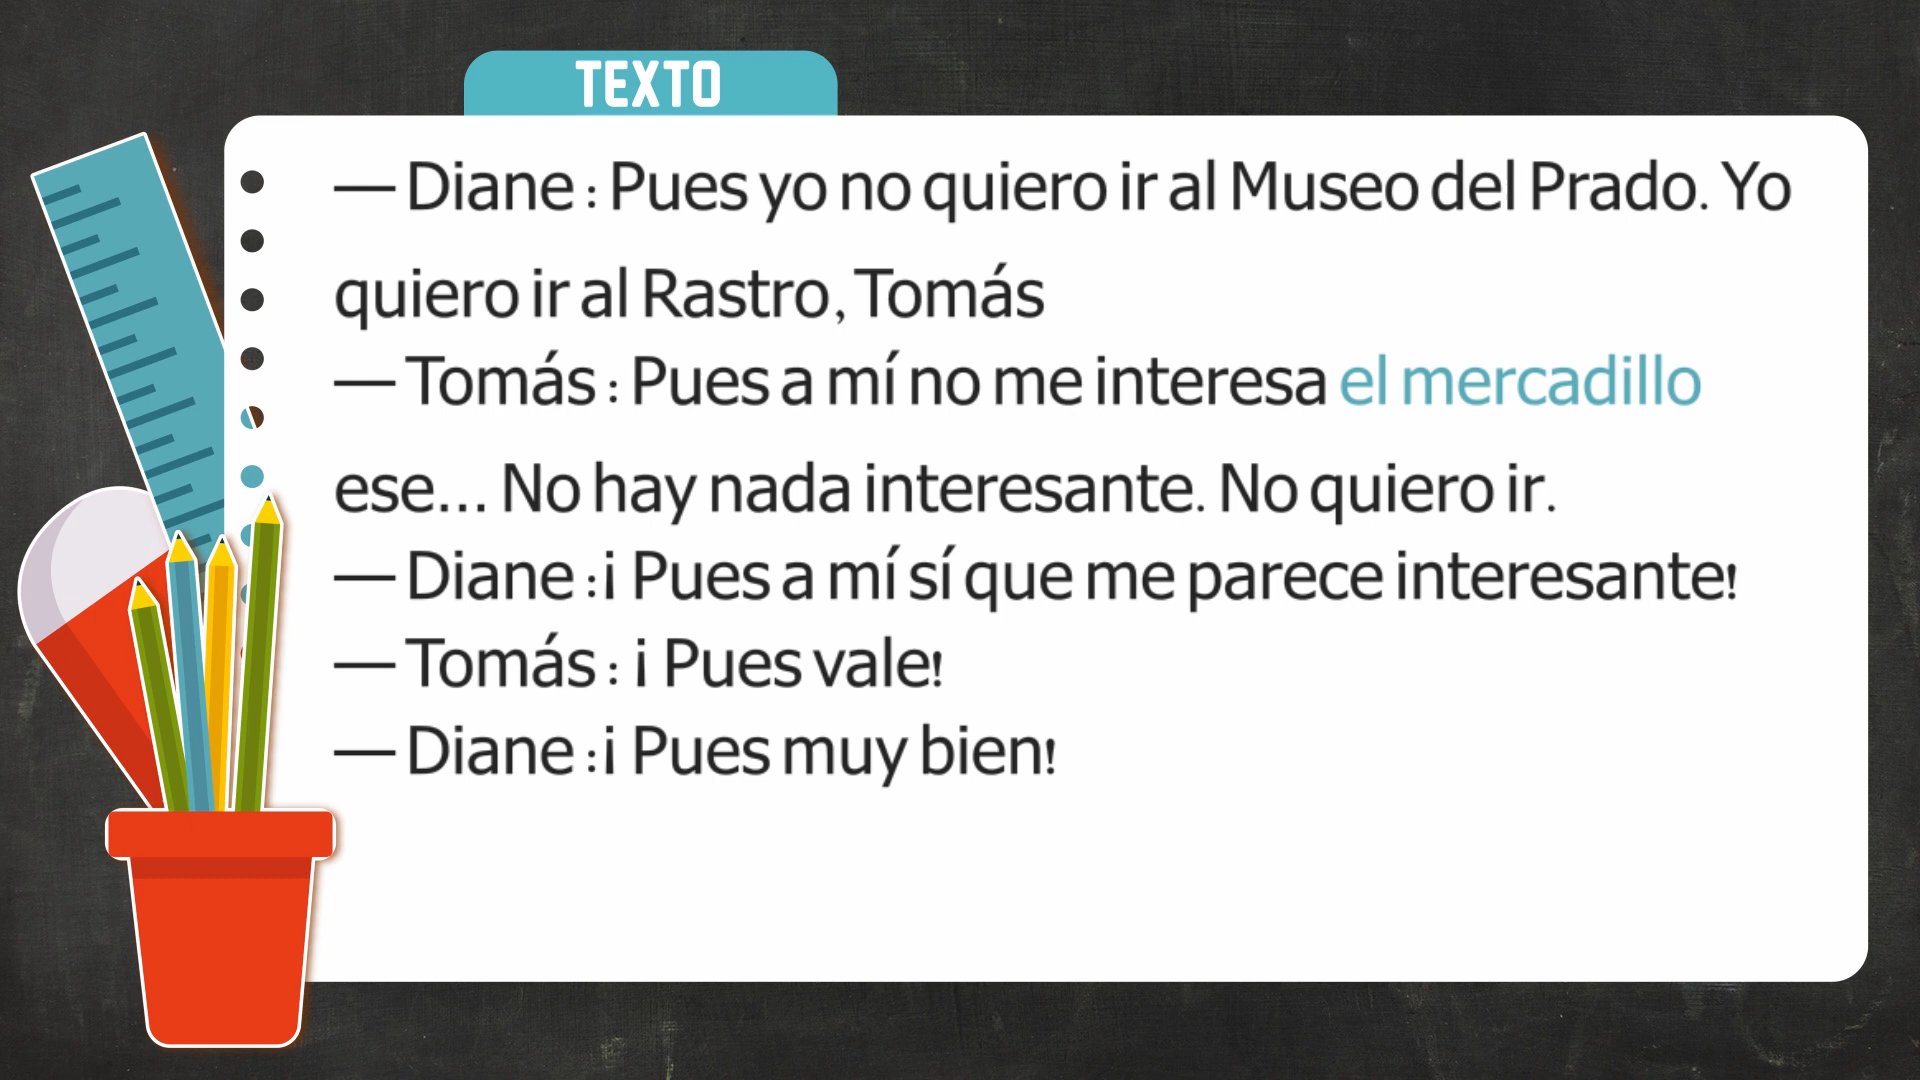 TEXTO
— Diane : Pues yo no quiero ir al Museo del Prado. Yo
quiero ir al Rastro, Tomás
— Tomás : Pues a mí no me interesa el mercadillo
ese... No hay nada interesante. No quiero ir.
— Diane :¡ Pues a mí sí que me parece interesante!
— Tomás : ¡ Pues vale!
— Diane :¡ Pues muy bien!